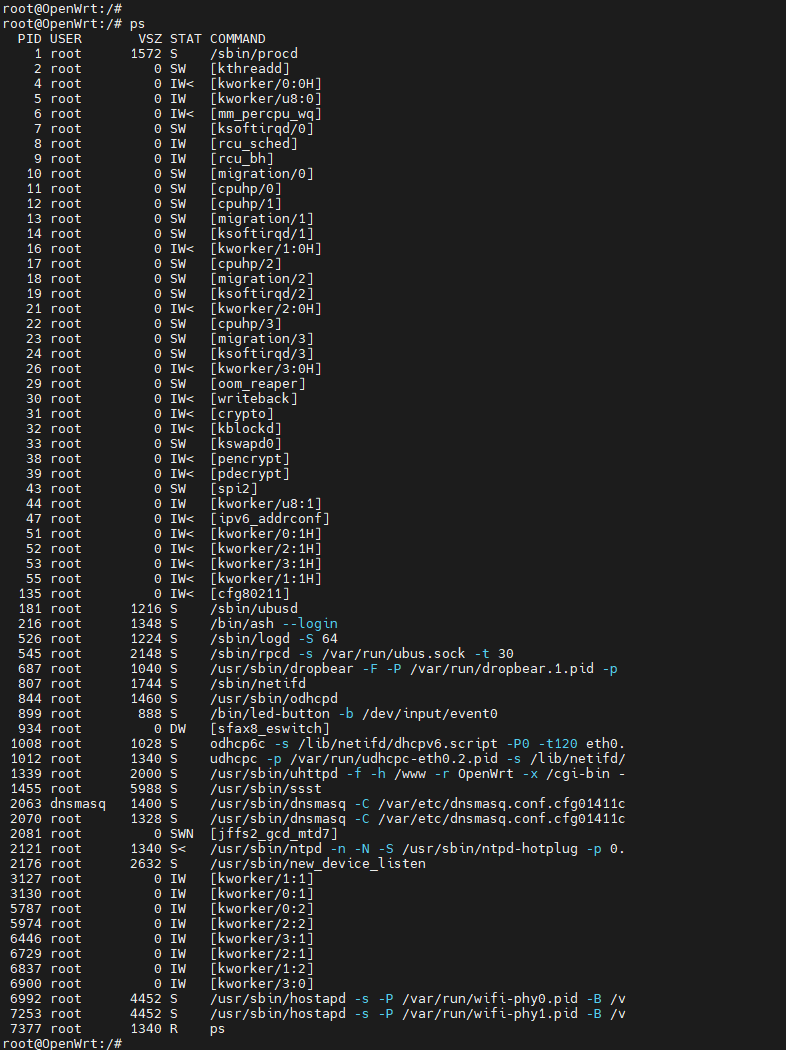 root@OpenWrt:/#
root@OpenWrt:/# ps
  PID USER       VSZ STAT COMMAND
    1 root      1572 S    /sbin/procd
    2 root         0 SW   [kthreadd]
    4 root         0 IW<  [kworker/0:0H]
    5 root         0 IW   [kworker/u8:0]
    6 root         0 IW<  [mm_percpu_wq]
    7 root         0 SW   [ksoftirqd/0]
    8 root         0 IW   [rcu_sched]
    9 root         0 IW   [rcu_bh]
   10 root         0 SW   [migration/0]
   11 root         0 SW   [cpuhp/0]
   12 root         0 SW   [cpuhp/1]
   13 root         0 SW   [migration/1]
   14 root         0 SW   [ksoftirqd/1]
   16 root         0 IW<  [kworker/1:0H]
   17 root         0 SW   [cpuhp/2]
   18 root         0 SW   [migration/2]
   19 root         0 SW   [ksoftirqd/2]
   21 root         0 IW<  [kworker/2:0H]
   22 root         0 SW   [cpuhp/3]
   23 root         0 SW   [migration/3]
   24 root         0 SW   [ksoftirqd/3]
   26 root         0 IW<  [kworker/3:0H]
   29 root         0 SW   [oom_reaper]
   30 root         0 IW<  [writeback]
   31 root         0 IW<  [crypto]
   32 root         0 IW<  [kblockd]
   33 root         0 SW   [kswapd0]
   38 root         0 IW<  [pencrypt]
   39 root         0 IW<  [pdecrypt]
   43 root         0 SW   [spi2]
   44 root         0 IW   [kworker/u8:1]
   47 root         0 IW<  [ipv6_addrconf]
   51 root         0 IW<  [kworker/0:1H]
   52 root         0 IW<  [kworker/2:1H]
   53 root         0 IW<  [kworker/3:1H]
   55 root         0 IW<  [kworker/1:1H]
  135 root         0 IW<  [cfg80211]
  181 root      1216 S    /sbin/ubusd
  216 root      1348 S    /bin/ash --login
  526 root      1224 S    /sbin/logd -S 64
  545 root      2148 S    /sbin/rpcd -s /var/run/ubus.sock -t 30
  687 root      1040 S    /usr/sbin/dropbear -F -P /var/run/dropbear.1.pid -p
  807 root      1744 S    /sbin/netifd
  844 root      1460 S    /usr/sbin/odhcpd
  899 root       888 S    /bin/led-button -b /dev/input/event0
  934 root         0 DW   [sfax8_eswitch]
 1008 root      1028 S    odhcp6c -s /lib/netifd/dhcpv6.script -P0 -t120 eth0.
 1012 root      1340 S    udhcpc -p /var/run/udhcpc-eth0.2.pid -s /lib/netifd/
 1339 root      2000 S    /usr/sbin/uhttpd -f -h /www -r OpenWrt -x /cgi-bin -
 1455 root      5988 S    /usr/sbin/ssst
 2063 dnsmasq   1400 S    /usr/sbin/dnsmasq -C /var/etc/dnsmasq.conf.cfg01411c
 2070 root      1328 S    /usr/sbin/dnsmasq -C /var/etc/dnsmasq.conf.cfg01411c
 2081 root         0 SWN  [jffs2_gcd_mtd7]
 2121 root      1340 S<   /usr/sbin/ntpd -n -N -S /usr/sbin/ntpd-hotplug -p 0.
 2176 root      2632 S    /usr/sbin/new_device_listen
 3127 root         0 IW   [kworker/1:1]
 3130 root         0 IW   [kworker/0:1]
 5787 root         0 IW   [kworker/0:2]
 5974 root         0 IW   [kworker/2:2]
 6446 root         0 IW   [kworker/3:1]
 6729 root         0 IW   [kworker/2:1]
 6837 root         0 IW   [kworker/1:2]
 6900 root         0 IW   [kworker/3:0]
 6992 root      4452 S    /usr/sbin/hostapd -s -P /var/run/wifi-phy0.pid -B /v
 7253 root      4452 S    /usr/sbin/hostapd -s -P /var/run/wifi-phy1.pid -B /v
 7377 root      1340 R    ps
root@OpenWrt:/#